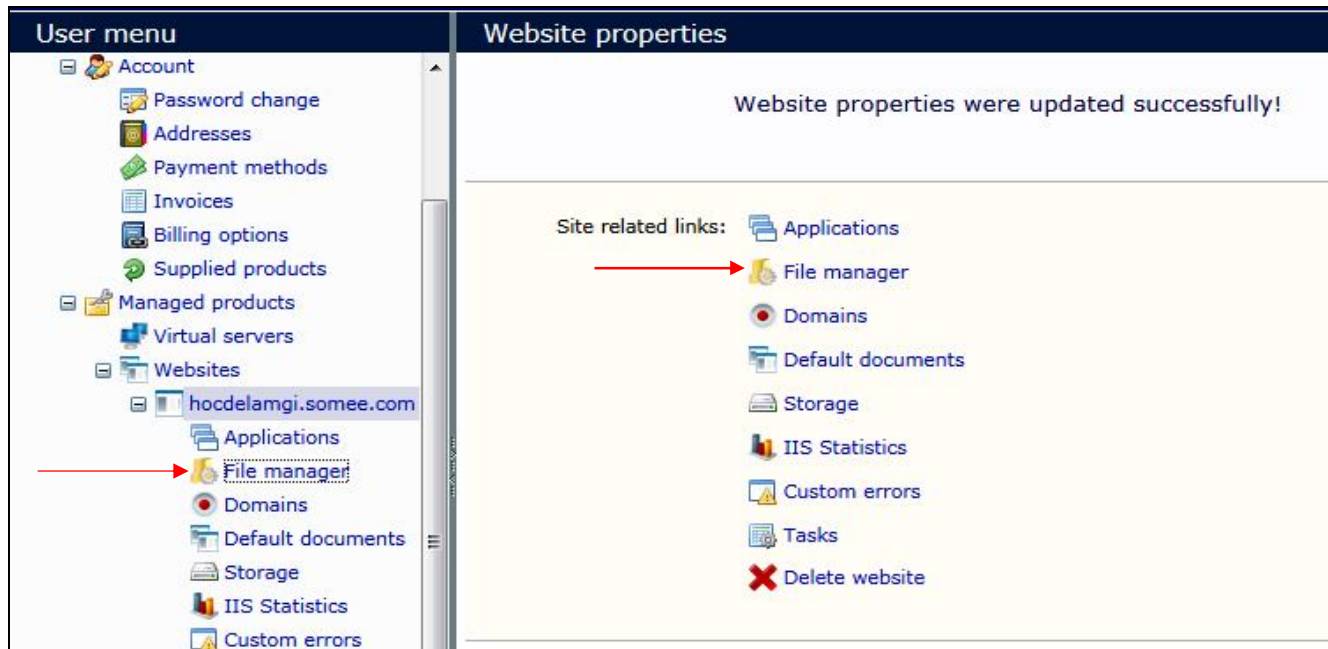 User menu
Account
Password change
Addresses
Payment methods
Invoices
Billing options
Supplied products
Managed products
Virtual servers
Websites
hocdelamgi.somee.com
Applications
File manager
Domains
Default documents
Storage
IIS Statistics
Custom errors
Website properties
Website properties were updated successfully!
Site related links:
Applications
File manager
Domains
Default documents
Storage
IIS Statistics
Custom errors
Tasks
Delete website